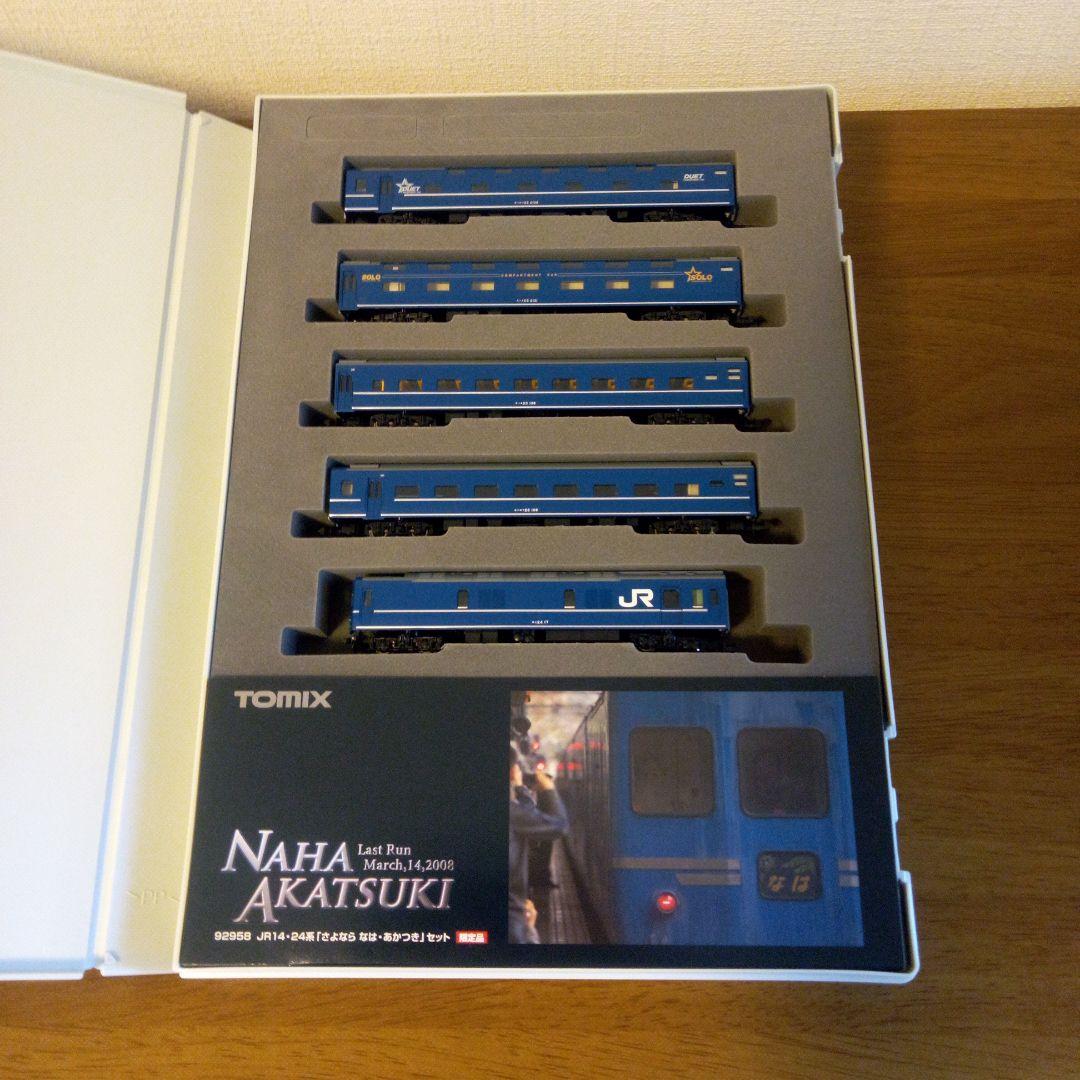 DUET
DUET
SOLO
COMPARTMENT CAR
SOLO
JR
TOMIX
NAHA
AKATSUKI
Last Run
March,14,2008
なは
92958 JR14・24系「さよなら なは・あかつき」セット 限定品
>PP<